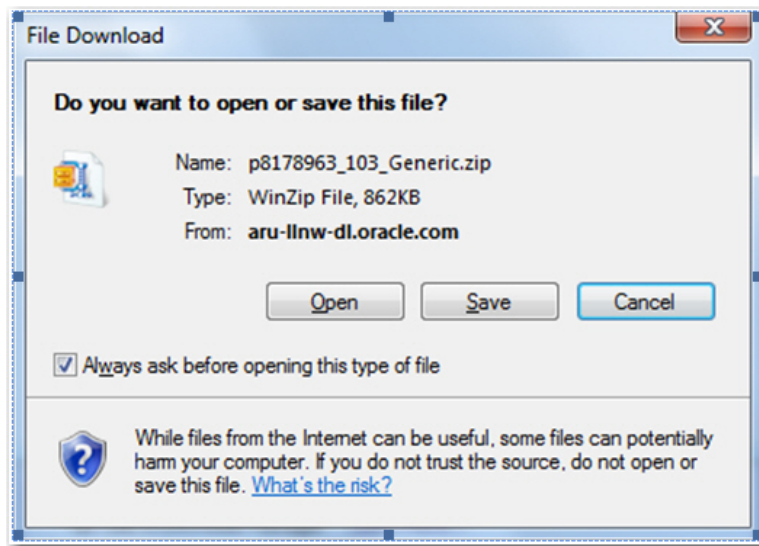 File Download
Do you want to open or save this file?
Name: p8178963_103_Generic.zip
Type: WinZip File, 862KB
From: aru-llnw-dl.oracle.com
Open Save Cancel
Always ask before opening this type of file
While files from the Internet can be useful, some files can potentially
harm your computer. If you do not trust the source, do not open or
save this file. What's the risk?